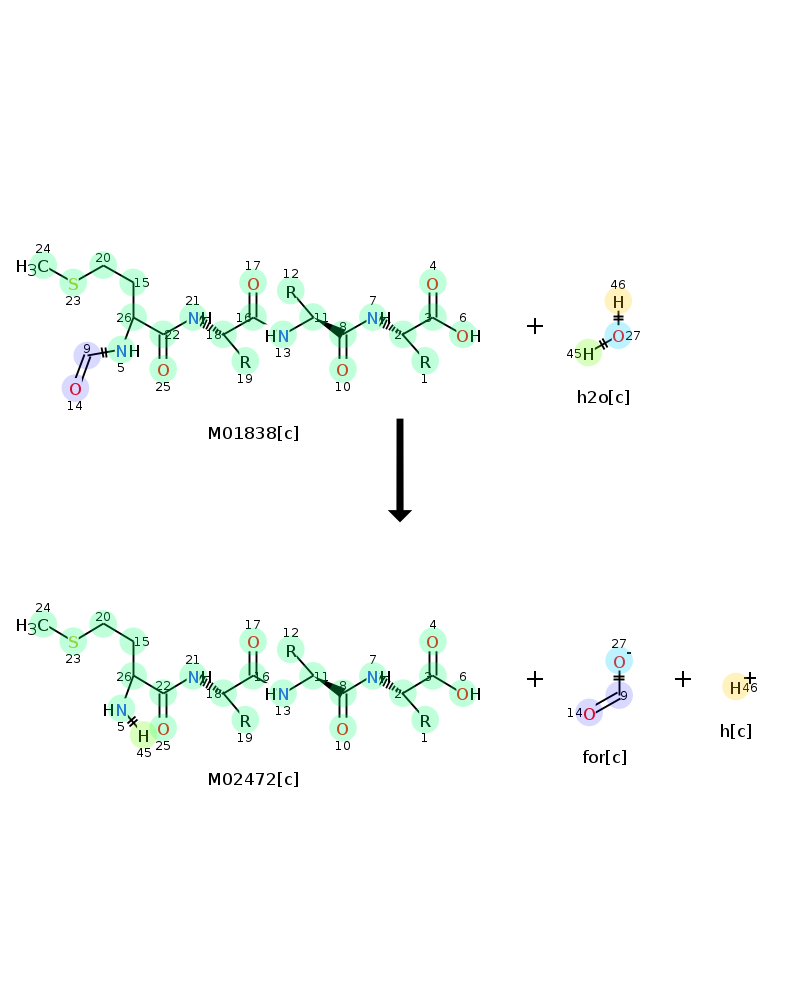 24 20 17 12 4
H3C S 23 15 21 O R O 46
26 22 NH 16 11 7 3 6 H
9 NH 18 HN 8 NH 2 OH + O 27
5 O R 13 O R 45 H
O 25 19 10 1
14
h2o[c]
M01838[c]
24 20 17 12 4 27
H3C S 23 15 21 O R O O-
26 22 NH 16 11 7 3 6
HN 18 HN 8 NH 2 OH + 9 + H+ 46
5 O R 13 O R 14 O
H 25 19 10 1
45
h[c]
for[c]
M02472[c]